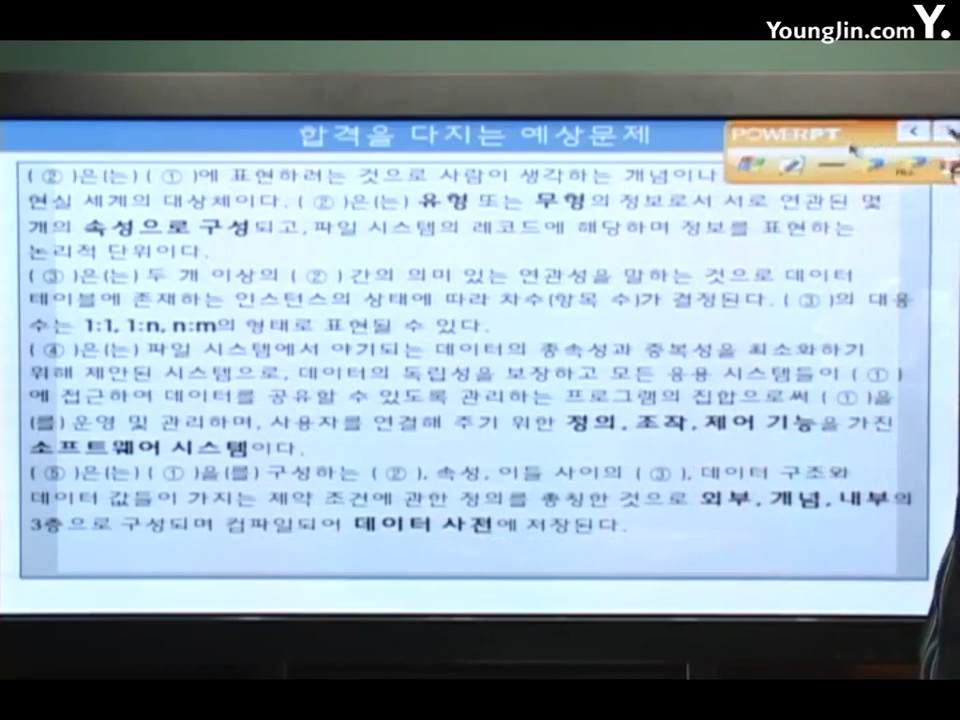 YoungJin.com Y.
합격을 다지는 예상문제
POWERPT
( ② )은(는) ( ① )에 표현하려는 것으로 사람이 생각하는 개념이나
현실 세계의 대상체이다. ( ② )은(는) 유형 또는 무형의 정보로서 서로 연관된 몇
개의 속성으로 구성되고, 파일 시스템의 레코드에 해당하며 정보를 표현하는
논리적 단위이다.
( ③ )은(는) 두 개 이상의 ( ② ) 간의 의미 있는 연관성을 말하는 것으로 데이터
테이블에 존재하는 인스턴스의 상태에 따라 차수(항목 수)가 결정된다. ( ③ )의 대응
수는 1:1, 1:n, n:m의 형태로 표현될 수 있다.
( ④ )은(는) 파일 시스템에서 야기되는 데이터의 종속성과 중복성을 최소화하기
위해 제안된 시스템으로, 데이터의 독립성을 보장하고 모든 응용 시스템들이 ( ① )
에 접근하여 데이터를 공유할 수 있도록 관리하는 프로그램의 집합으로써 ( ① )을
(를) 운영 및 관리하며, 사용자를 연결해 주기 위한 정의, 조작, 제어 기능을 가진
소프트웨어 시스템이다.
( ⑤ )은(는) ( ① )을(를) 구성하는 ( ② ), 속성, 이들 사이의 ( ③ ), 데이터 구조와
데이터 값들이 가지는 제약 조건에 관한 정의를 총칭한 것으로 외부, 개념, 내부의
3층으로 구성되며 컴파일되어 데이터 사전에 저장된다.